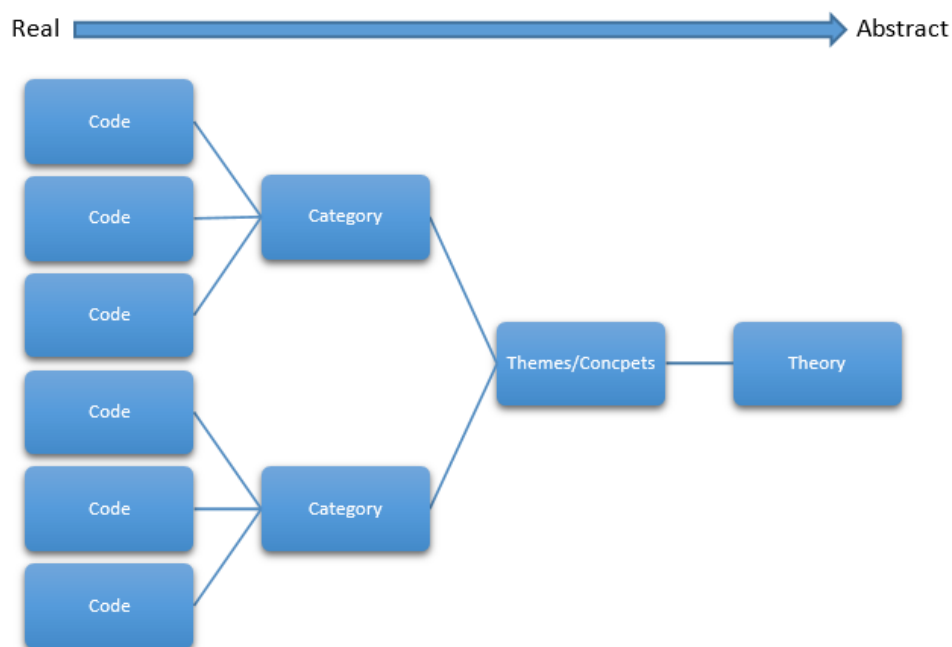 Real
Abstract
Code
Code
Category
Code
Themes/Concpets
Theory
Code
Code
Category
Code